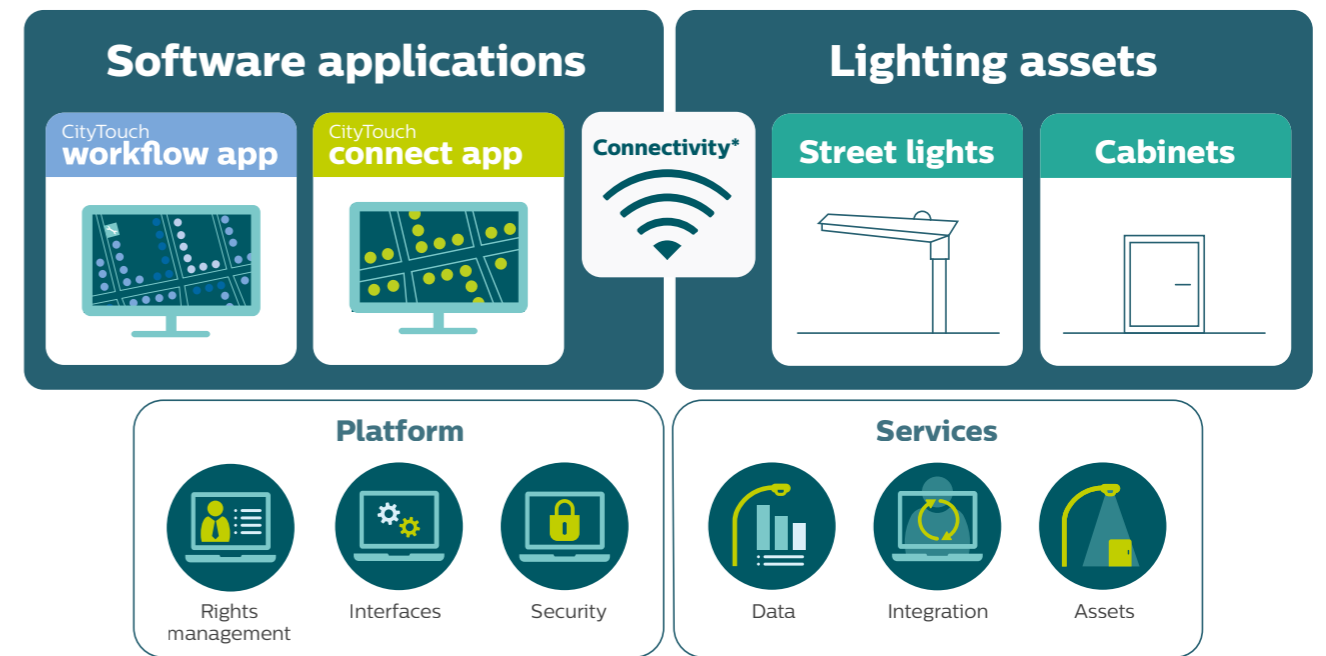 Software applications
Lighting assets
CityTouch
workflow app
CityTouch
connect app
Connectivity*
Street lights
Cabinets
Platform
Services
Rights
management
Interfaces
Security
Data
Integration
Assets